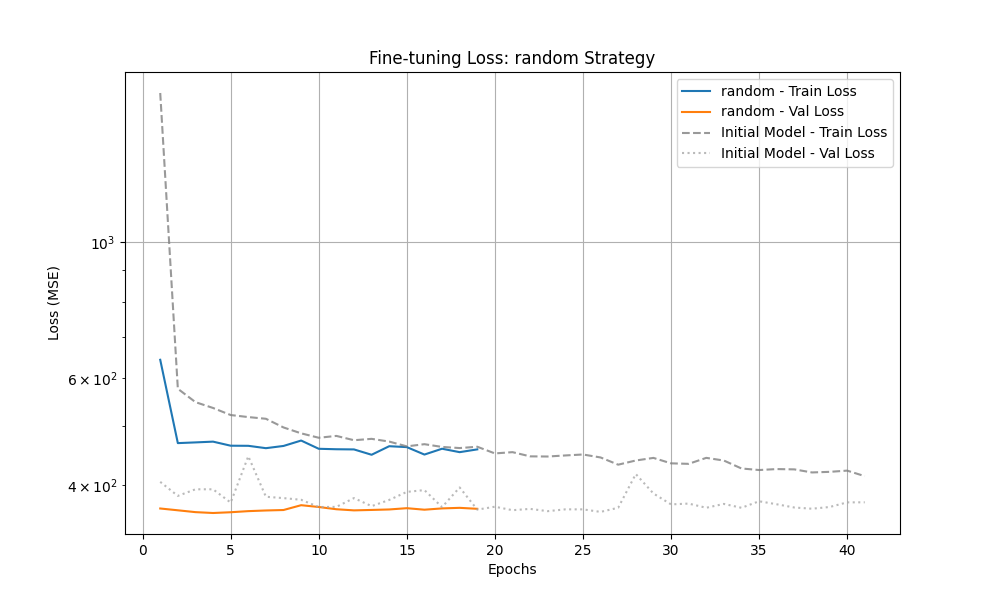 Fine-tuning Loss: random Strategy
random - Train Loss
random - Val Loss
Initial Model - Train Loss
Initial Model - Val Loss
Loss (MSE)
10³
6 × 10²
4 × 10²
0 5 10 15 20 25 30 35 40
Epochs